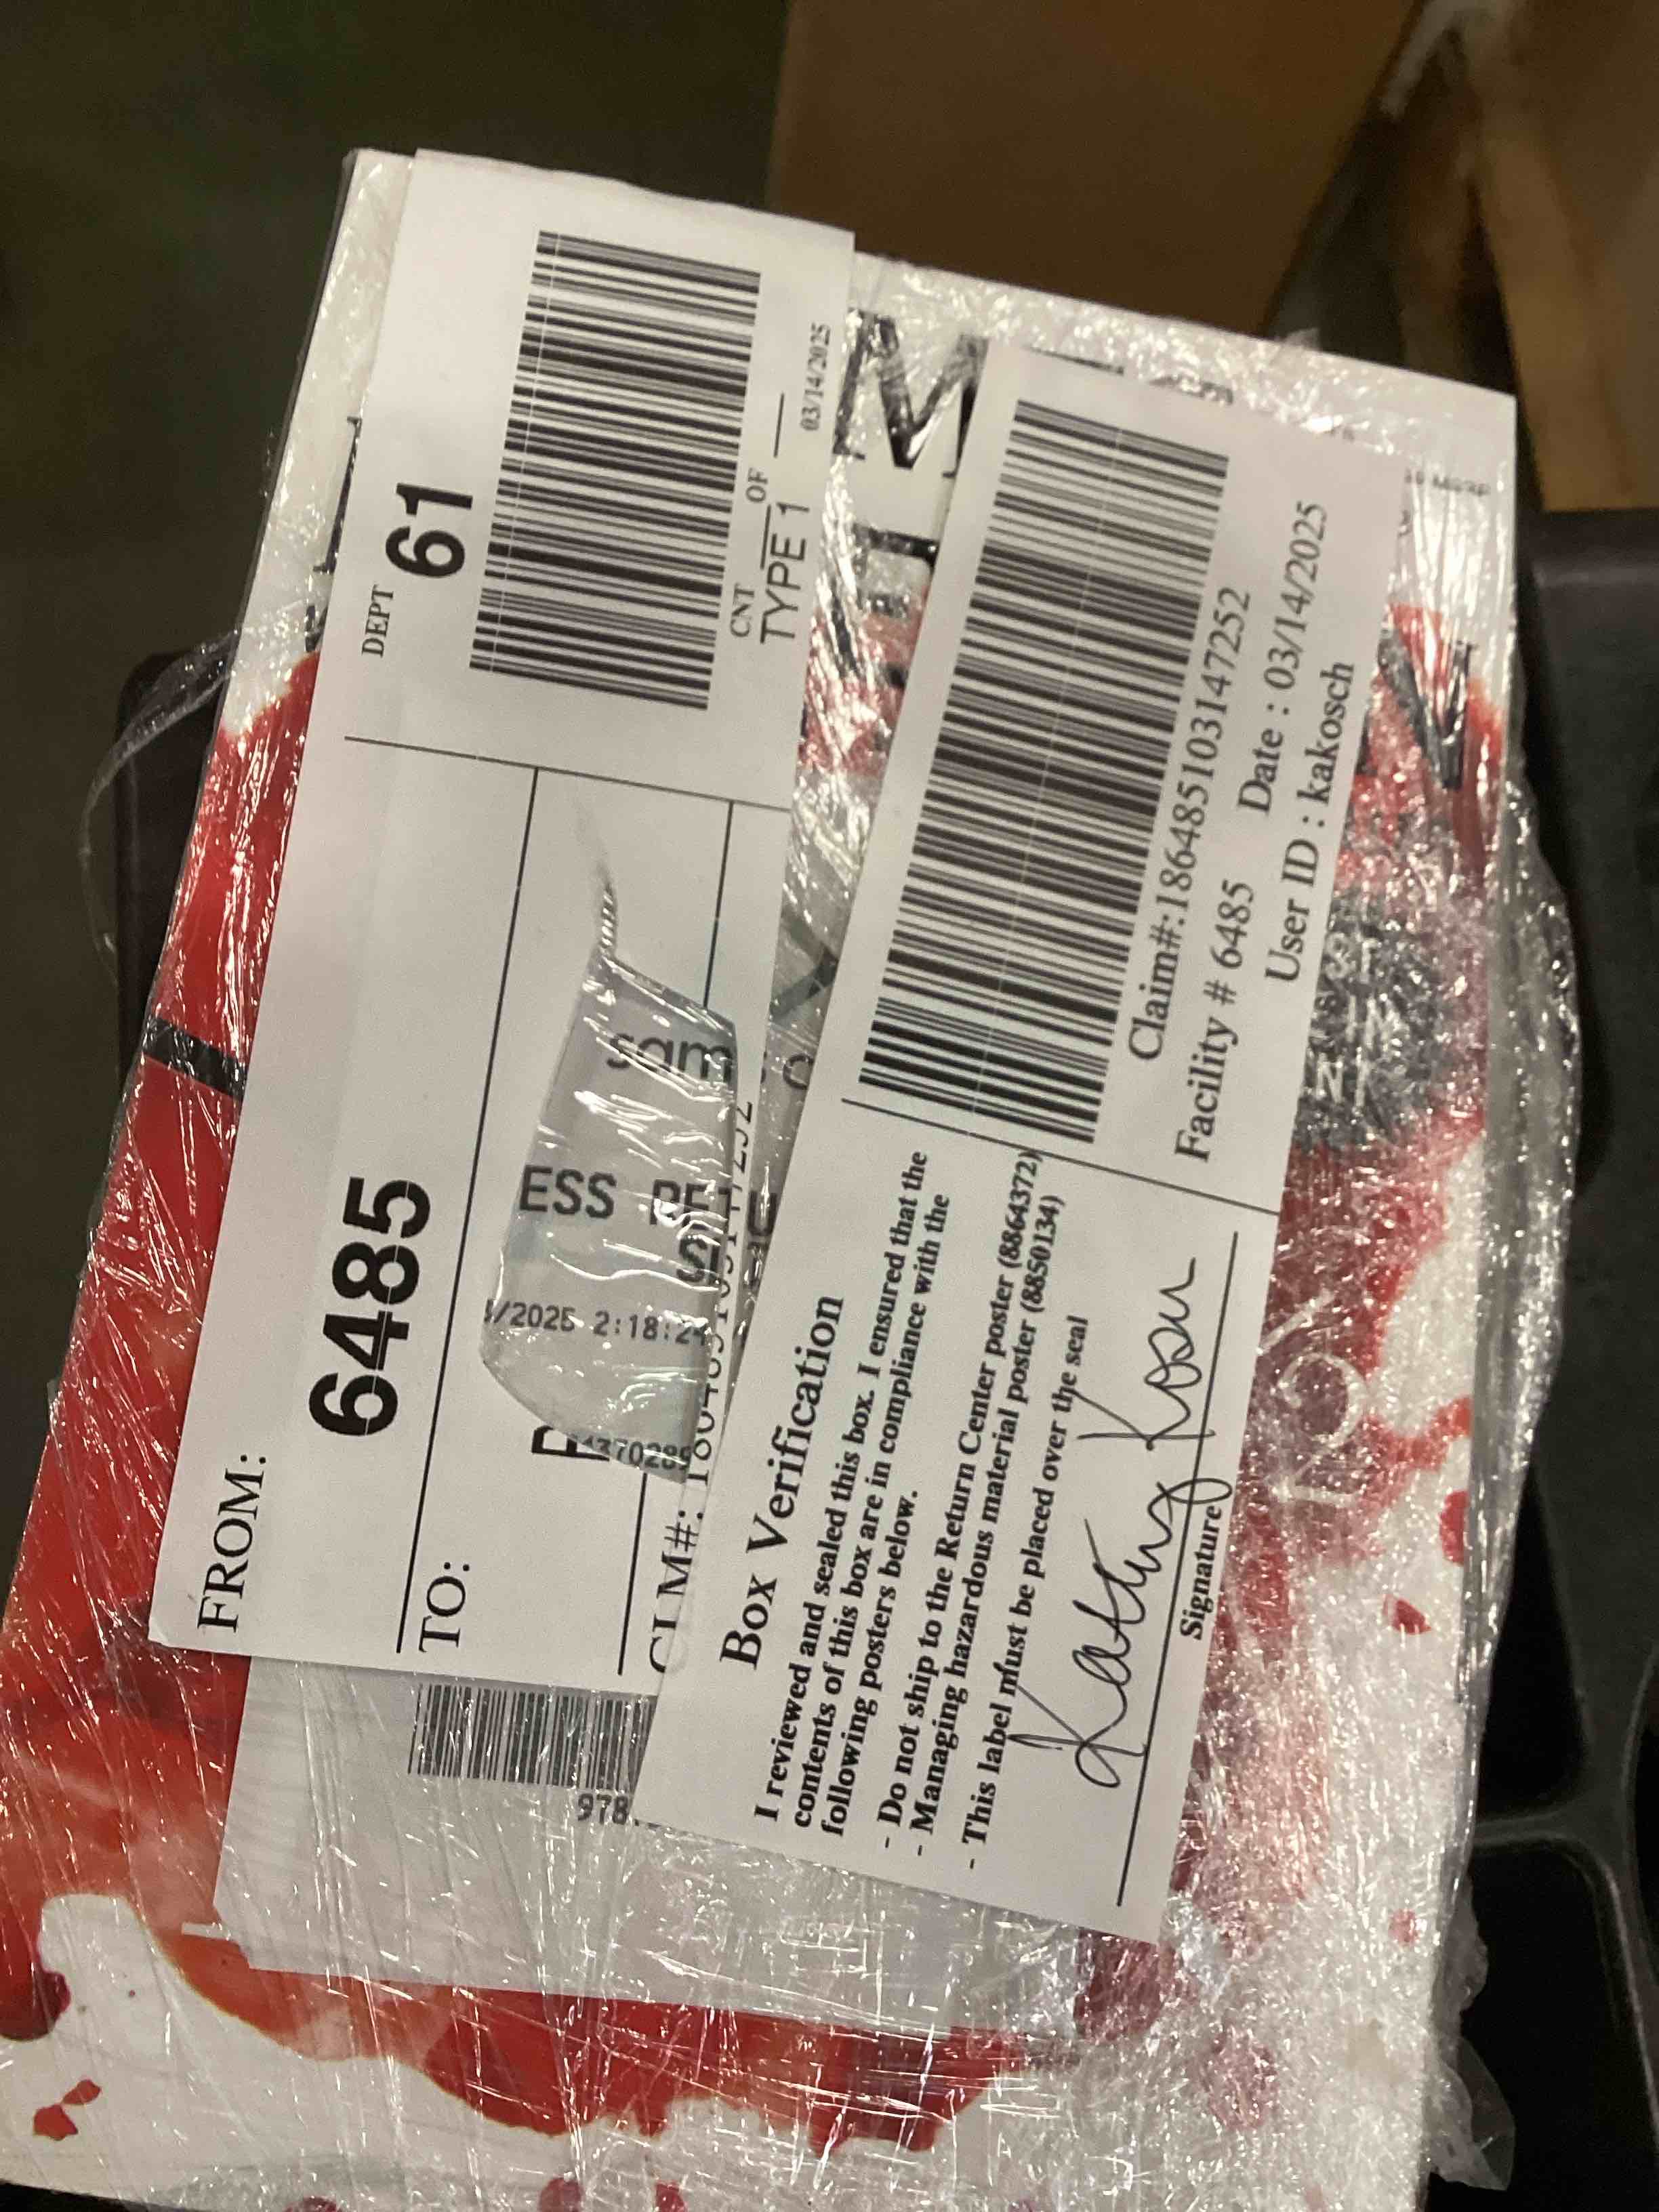 FROM:
6485
DEPT
61
TO:
CNT
OF
TYPE 1
03/14/2025
sam
ESS
/2025 2:18:2
CLM#:
978
Box Verification
I reviewed and sealed this box. I ensured that the
contents of this box are in compliance with the
following posters below.
- Do not ship to the Return Center poster (8864372)
- Managing hazardous material poster (8850134)
- This label must be placed over the seal
Signature
Claim#:18648510314​7252
Facility # 6485 Date : 03/14/2025
User ID : kakosch